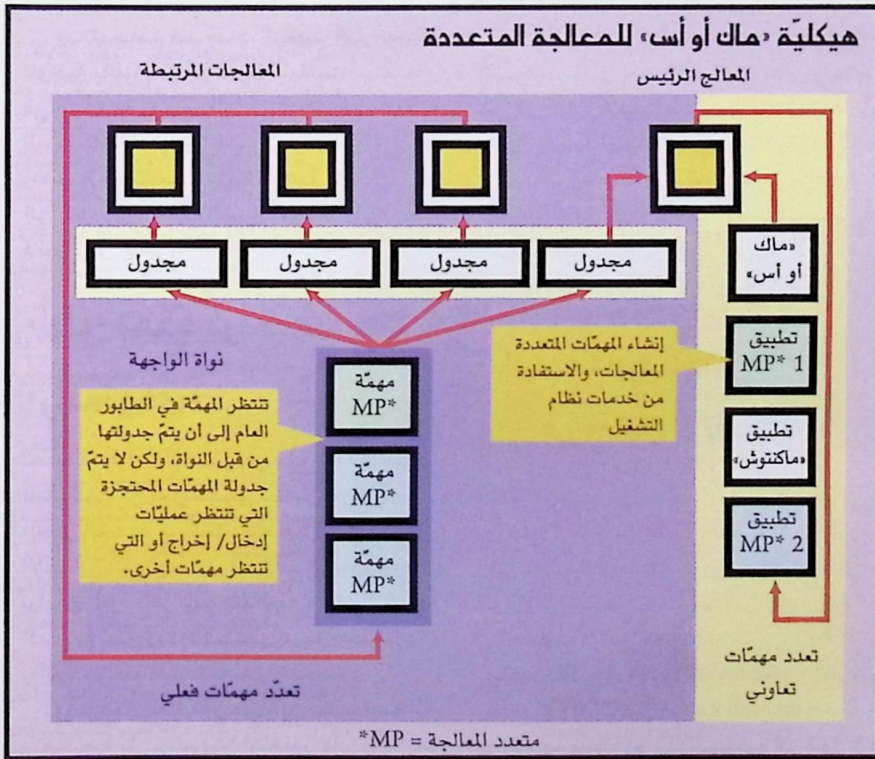 هيكليّة «ماك أو أس» للمعالجة المتعددة
المعالج الرئيس
المعالجات المرتبطة
مجدول
مجدول
مجدول
مجدول
«ماك
أو أس»
تطبيق
MP* 1
تطبيق
«ماكنتوش»
تطبيق
MP* 2
إنشاء المهمّات المتعددة
المعالجات، والاستفادة
من خدمات نظام
التشغيل
نواة الواجهة
تنتظر المهمّة في الطابور
العام إلى أن يتمّ جدولتها
من قبل النواة، ولكن لا يتمّ
جدولة المهمّات المحتجزة
التي تنتظر عمليّات
إدخال/ إخراج أو التي
تنتظر مهمّات أخرى.
مهمّة
MP*
مهمّة
MP*
مهمّة
MP*
تعدد مهمّات
تعاوني
تعدّد مهمّات فعلي
متعدد المعالجة = MP*